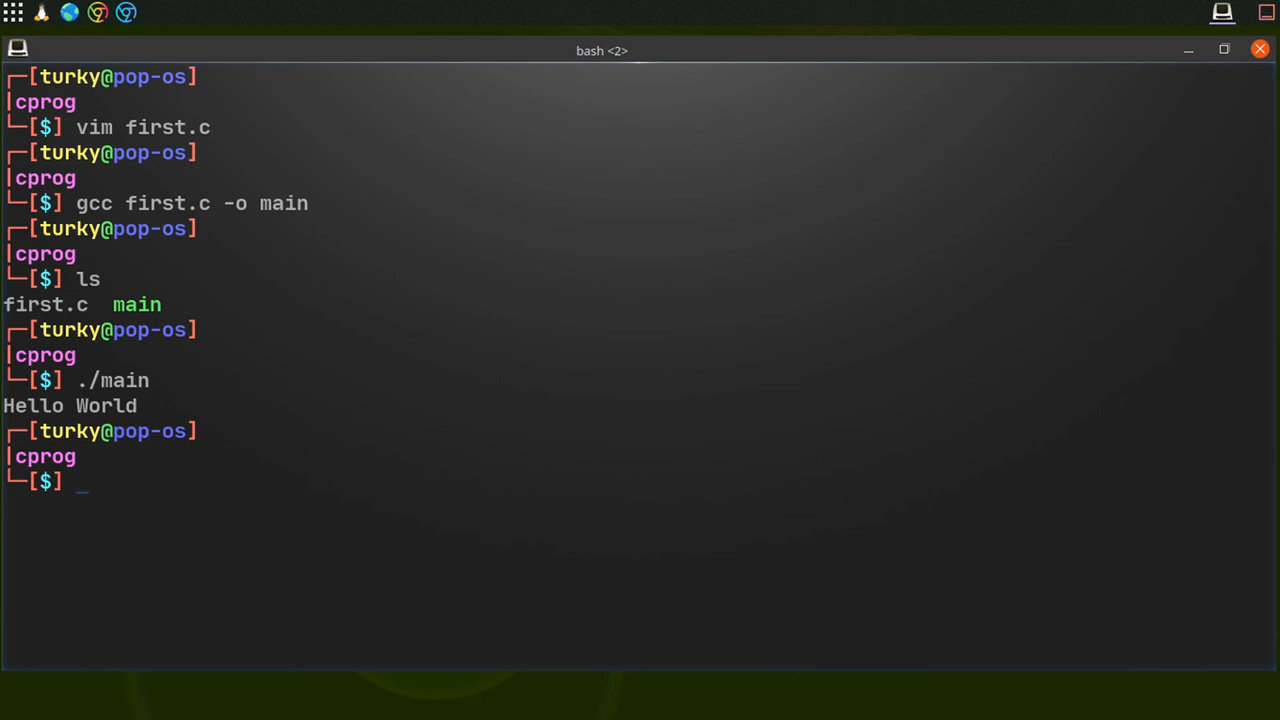 bash <2>
┌─[turky@pop-os]
|cprog
└─[$] vim first.c
┌─[turky@pop-os]
|cprog
└─[$] gcc first.c -o main
┌─[turky@pop-os]
|cprog
└─[$] ls
first.c  main
┌─[turky@pop-os]
|cprog
└─[$] ./main
Hello World
┌─[turky@pop-os]
|cprog
└─[$] _